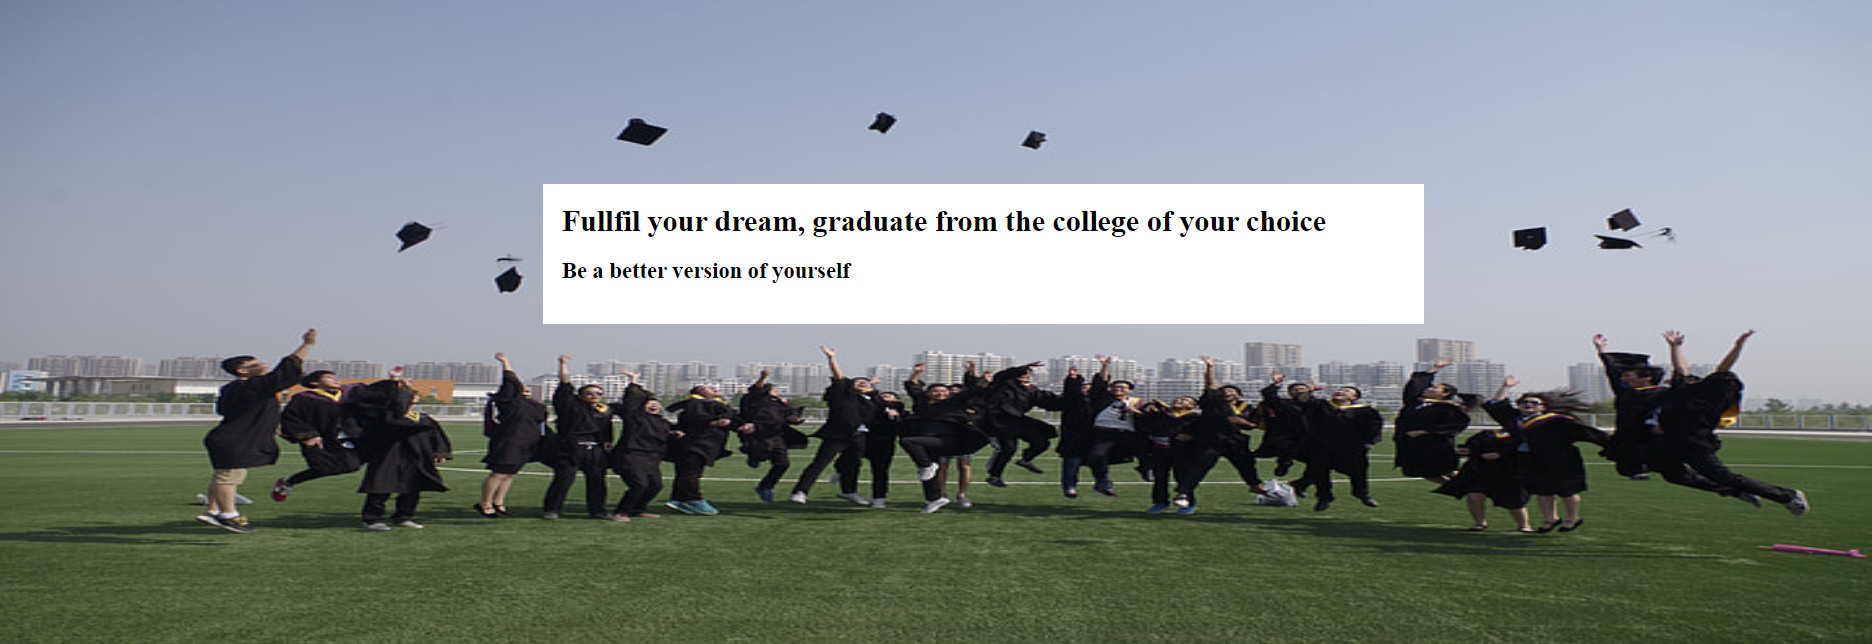 Fullfil your dream, graduate from the college of your choice
Be a better version of yourself